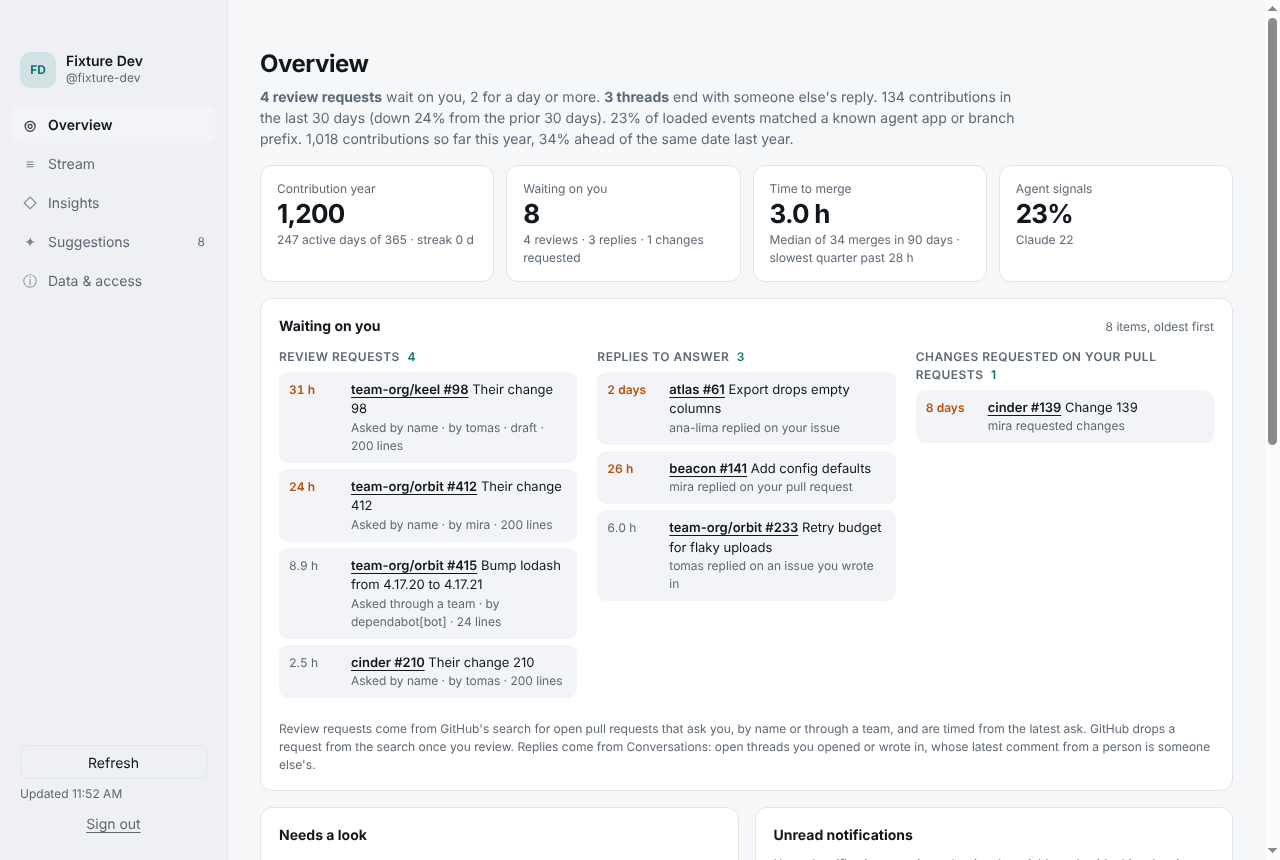 FD
Fixture Dev
@fixture-dev
◎ Overview
≡ Stream
◇ Insights
✦ Suggestions 8
ⓘ Data & access
Refresh
Updated 11:52 AM
Sign out
Overview
4 review requests wait on you, 2 for a day or more. 3 threads end with someone else's reply. 134 contributions in
the last 30 days (down 24% from the prior 30 days). 23% of loaded events matched a known agent app or branch
prefix. 1,018 contributions so far this year, 34% ahead of the same date last year.
Contribution year
1,200
247 active days of 365 · streak 0 d
Waiting on you
8
4 reviews · 3 replies · 1 changes
requested
Time to merge
3.0 h
Median of 34 merges in 90 days ·
slowest quarter past 28 h
Agent signals
23%
Claude 22
Waiting on you
8 items, oldest first
REVIEW REQUESTS 4
31 h
team-org/keel #98 Their change
98
Asked by name · by tomas · draft ·
200 lines
24 h
team-org/orbit #412 Their change
412
Asked by name · by mira · 200 lines
8.9 h
team-org/orbit #415 Bump lodash
from 4.17.20 to 4.17.21
Asked through a team · by
dependabot[bot] · 24 lines
2.5 h
cinder #210 Their change 210
Asked by name · by tomas · 200 lines
REPLIES TO ANSWER 3
2 days
atlas #61 Export drops empty
columns
ana-lima replied on your issue
26 h
beacon #141 Add config defaults
mira replied on your pull request
6.0 h
team-org/orbit #233 Retry budget
for flaky uploads
tomas replied on an issue you wrote
in
CHANGES REQUESTED ON YOUR PULL
REQUESTS 1
8 days
cinder #139 Change 139
mira requested changes
Review requests come from GitHub's search for open pull requests that ask you, by name or through a team, and are timed from the latest ask. GitHub drops a
request from the search once you review. Replies come from Conversations: open threads you opened or wrote in, whose latest comment from a person is someone
else's.
Needs a look
Unread notifications